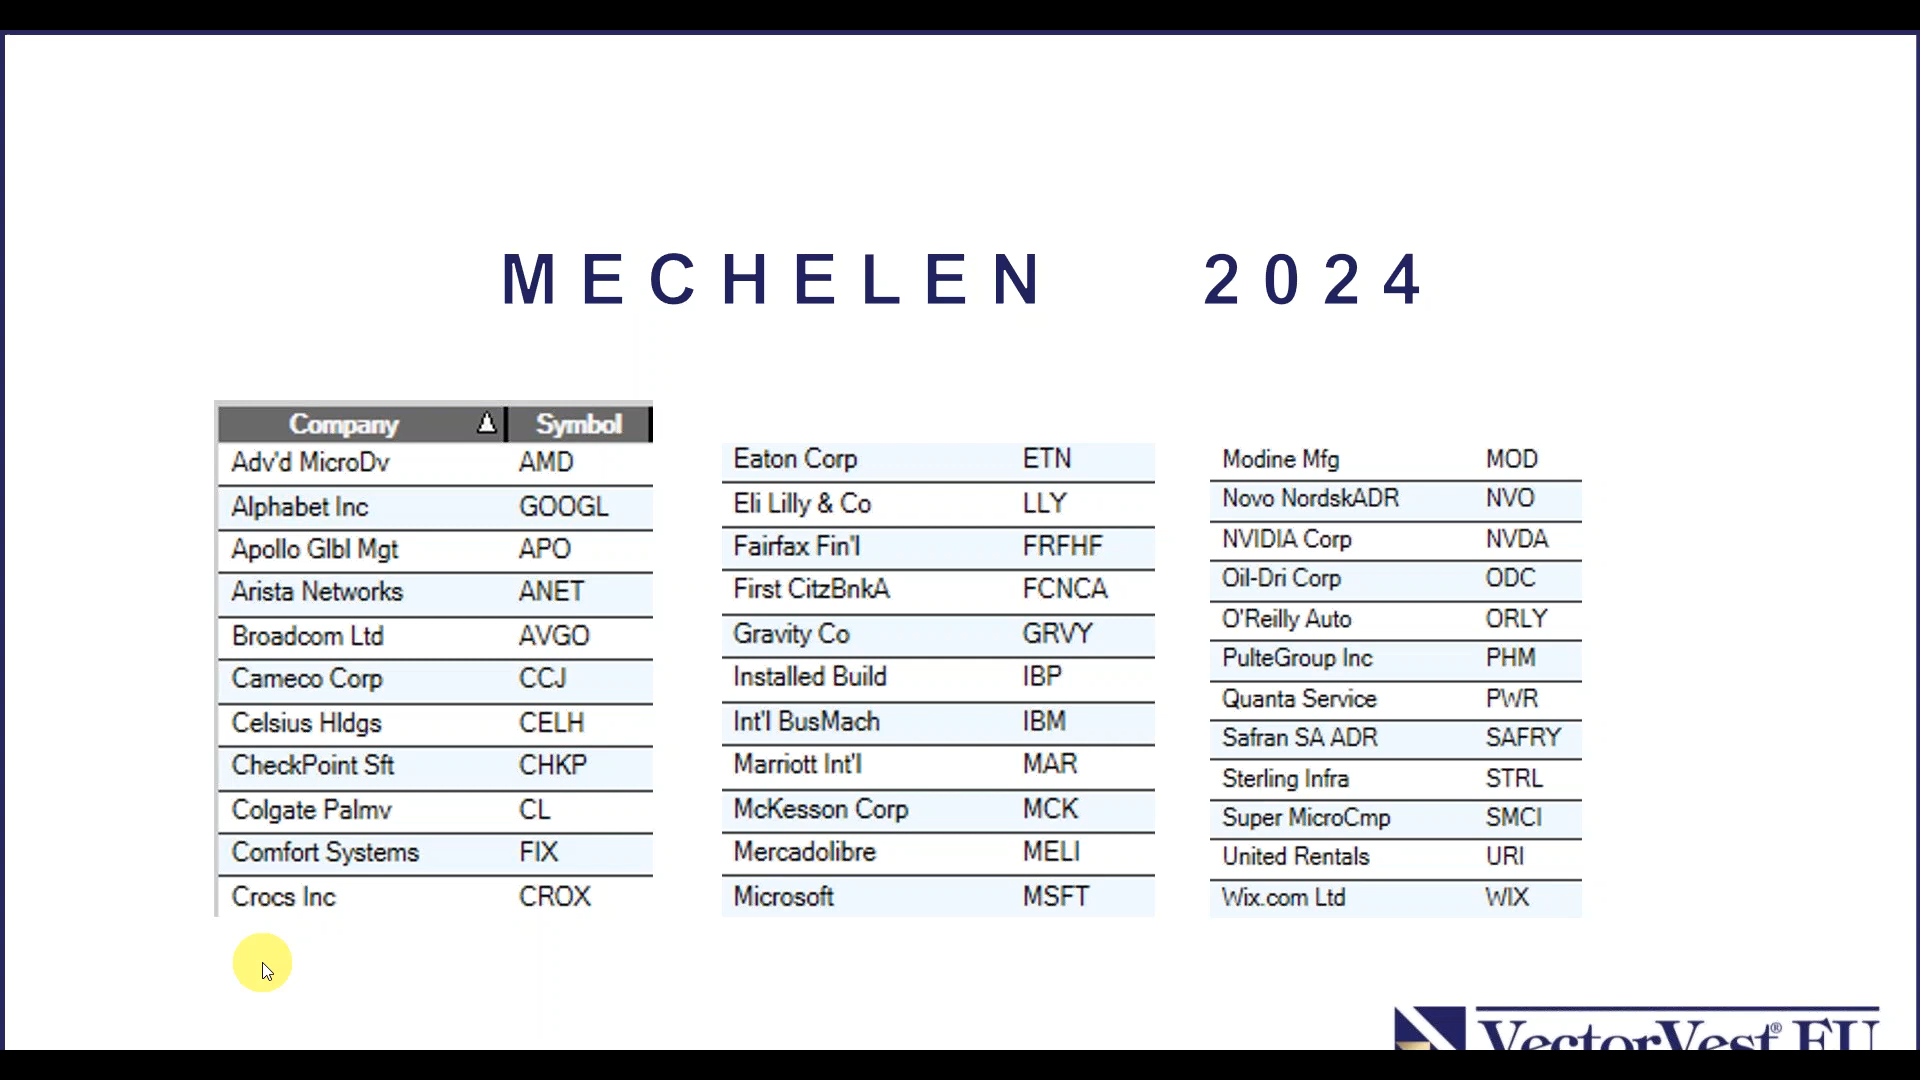 MECHELEN 2024
Company Symbol
Adv'd MicroDv AMD
Alphabet Inc GOOGL
Apollo Glbl Mgt APO
Arista Networks ANET
Broadcom Ltd AVGO
Cameco Corp CCJ
Celsius Hldgs CELH
CheckPoint Sft CHKP
Colgate Palmv CL
Comfort Systems FIX
Crocs Inc CROX
Eaton Corp ETN
Eli Lilly & Co LLY
Fairfax Fin'l FRFHF
First CitzBnkA FCNCA
Gravity Co GRVY
Installed Build IBP
Int'l BusMach IBM
Marriott Int'l MAR
McKesson Corp MCK
Mercadolibre MELI
Microsoft MSFT
Modine Mfg MOD
Novo NordskADR NVO
NVIDIA Corp NVDA
Oil-Dri Corp ODC
O'Reilly Auto ORLY
PulteGroup Inc PHM
Quanta Service PWR
Safran SA ADR SAFRY
Sterling Infra STRL
Super MicroCmp SMCI
United Rentals URI
Wix.com Ltd WIX
VectorVest® EU